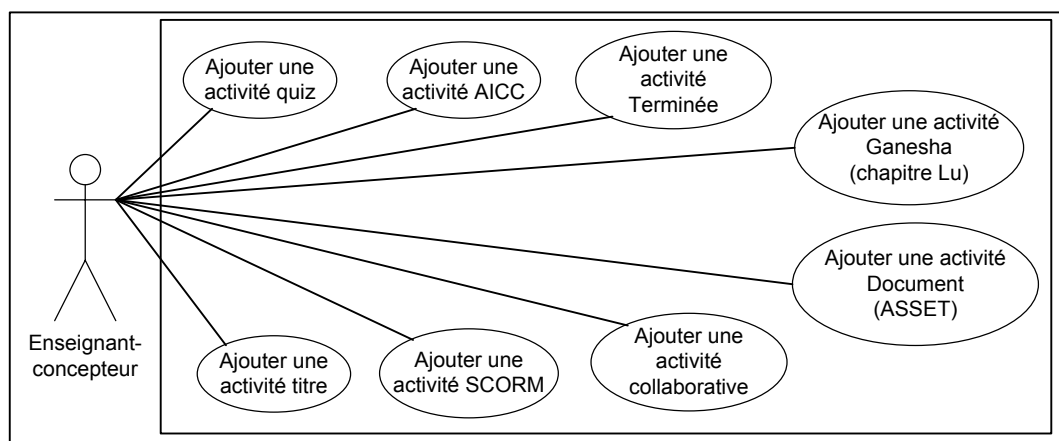 Ajouter une
activité quiz
Ajouter une
activité AICC
Ajouter une
activité
Terminée
Ajouter une activité
Ganesha
(chapitre Lu)
Ajouter une activité
Document
(ASSET)
Enseignant-
concepteur
Ajouter une
activité titre
Ajouter une
activité SCORM
Ajouter une
activité
collaborative